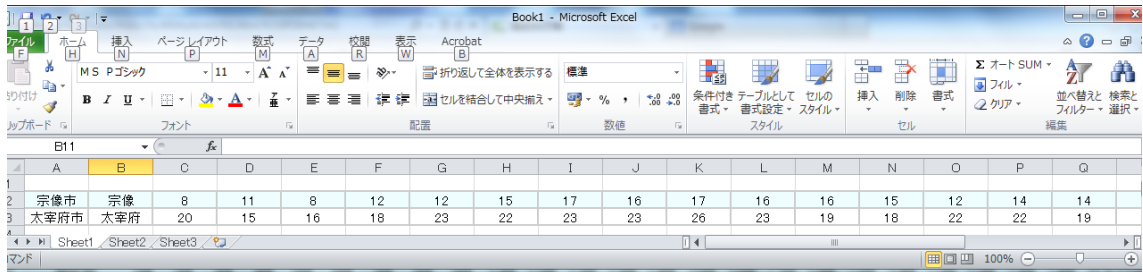 Book1 - Microsoft Excel
1 2 3
ファイル ホーム 挿入 ページレイアウト 数式 データ 校閲 表示 Acrobat
F H N P M A R W B
MS Pゴシック 11 A A 折り返して全体を表示する 標準 Σ オート SUM
B I U A セルを結合して中央揃え % , 条件付き書式 テーブルとして書式設定 セルのスタイル 挿入 削除 書式 フィル クリア 並べ替えとフィルター 検索と選択
フォント 配置 数値 スタイル セル 編集
B11 fx
A B C D E F G H I J K L M N O P Q
1
2 宗像市 宗像 8 11 8 12 12 15 17 16 17 16 16 15 12 14 14
3 太宰府市 太宰府 20 15 16 18 23 22 23 23 26 23 19 18 22 22 19
Sheet1 Sheet2 Sheet3
マンド 100%